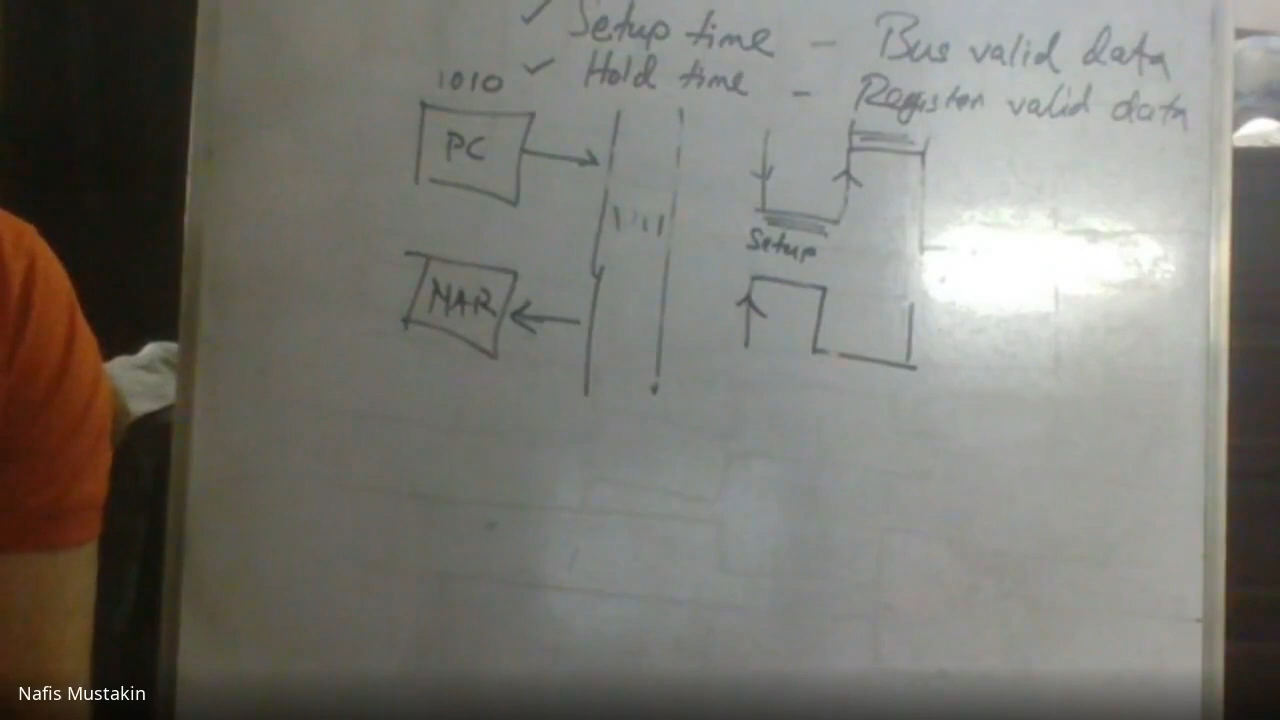 ✓ Setup time - Bus valid data
✓ Hold time - Register valid data
1010
PC
Setup
MAR
Nafis Mustakin